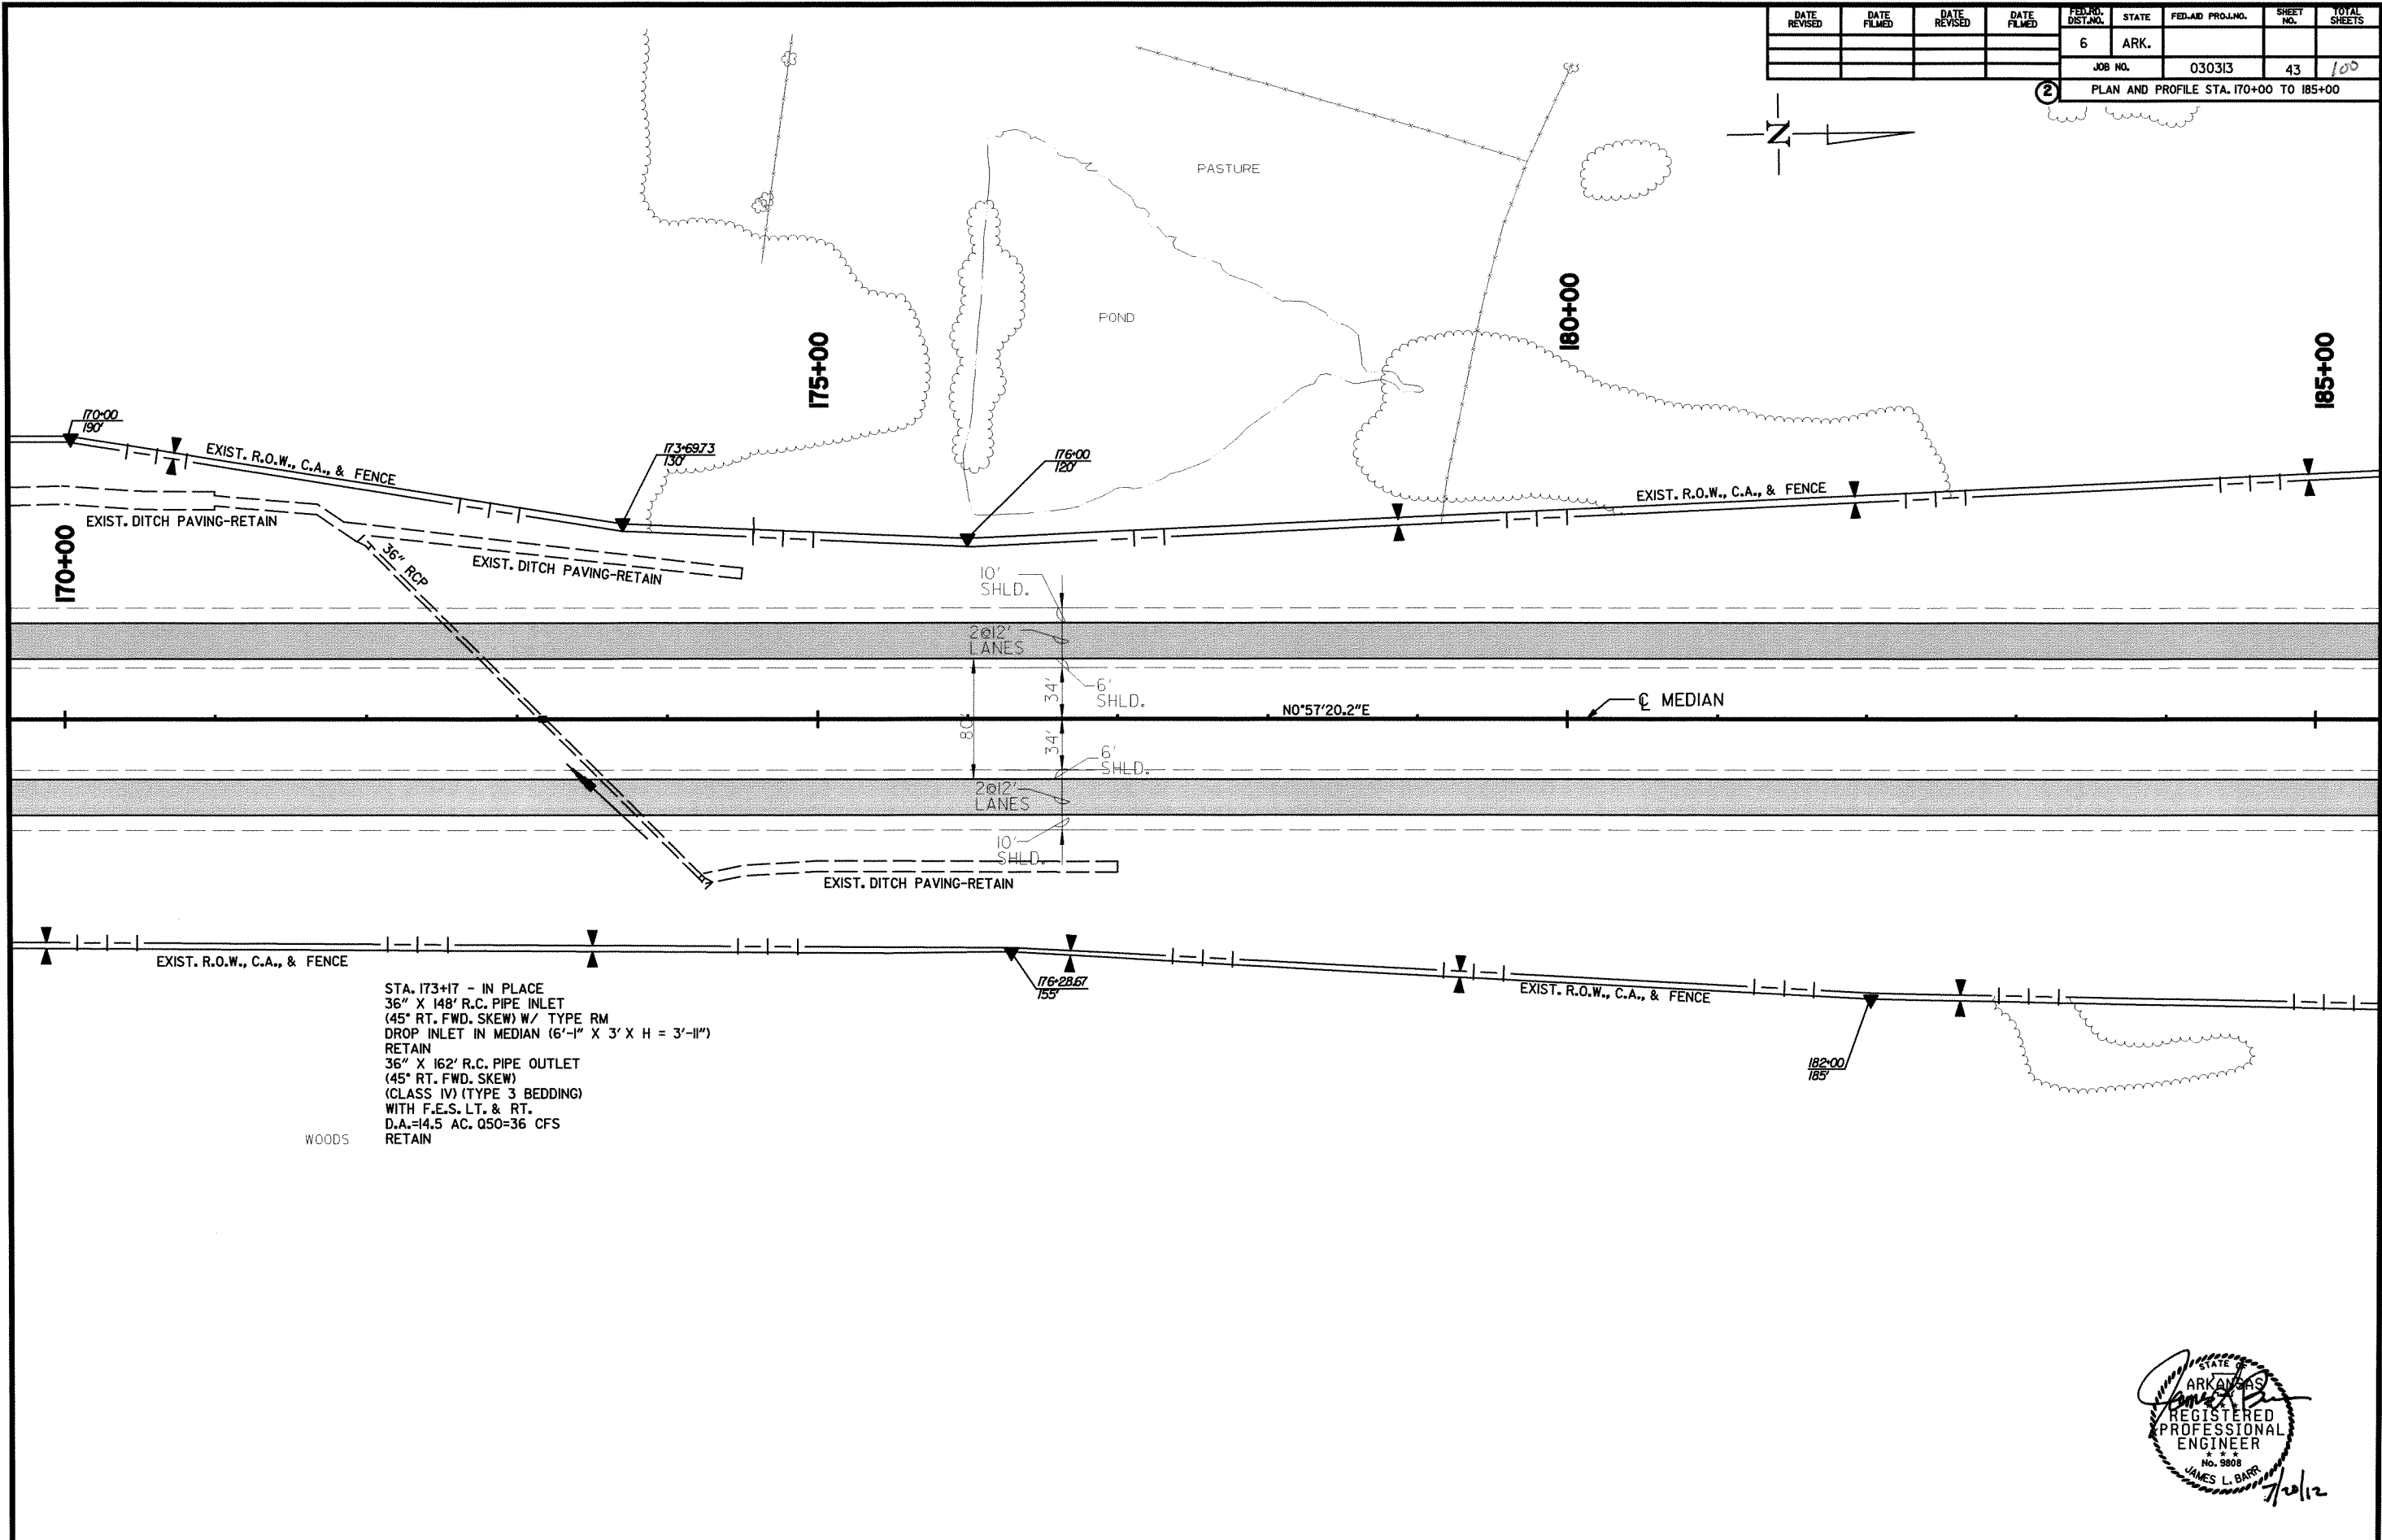 DATE REVISED
DATE FILMED
DATE REVISED
DATE FILMED
FED.RD. DIST.NO.
STATE
FED.AID PROJ.NO.
SHEET NO.
TOTAL SHEETS
6
ARK.
JOB NO.
030313
43
100
2
PLAN AND PROFILE STA. 170+00 TO 185+00
N
PASTURE
POND
175+00
180+00
185+00
170+00
190'
EXIST. R.O.W., C.A., & FENCE
173+69.73
130'
176+00
120'
EXIST. R.O.W., C.A., & FENCE
EXIST. DITCH PAVING-RETAIN
170+00
36" RCP
EXIST. DITCH PAVING-RETAIN
10'
SHLD.
2@12'
LANES
6'
SHLD.
34'
80'
N0°57'20.2"E
℄ MEDIAN
34'
6'
SHLD.
2@12'
LANES
10'
SHLD.
EXIST. DITCH PAVING-RETAIN
EXIST. R.O.W., C.A., & FENCE
176+28.67
155'
EXIST. R.O.W., C.A., & FENCE
182+00
185'
STA. 173+17 - IN PLACE
36" X 148' R.C. PIPE INLET
(45° RT. FWD. SKEW) W/ TYPE RM
DROP INLET IN MEDIAN (6'-1" X 3' X H = 3'-11")
RETAIN
36" X 162' R.C. PIPE OUTLET
(45° RT. FWD. SKEW)
(CLASS IV) (TYPE 3 BEDDING)
WITH F.E.S. LT. & RT.
D.A.=14.5 AC. Q50=36 CFS
RETAIN
WOODS
STATE OF
ARKANSAS
REGISTERED
PROFESSIONAL
ENGINEER
* * *
No. 9808
JAMES L. BARR
7/20/12